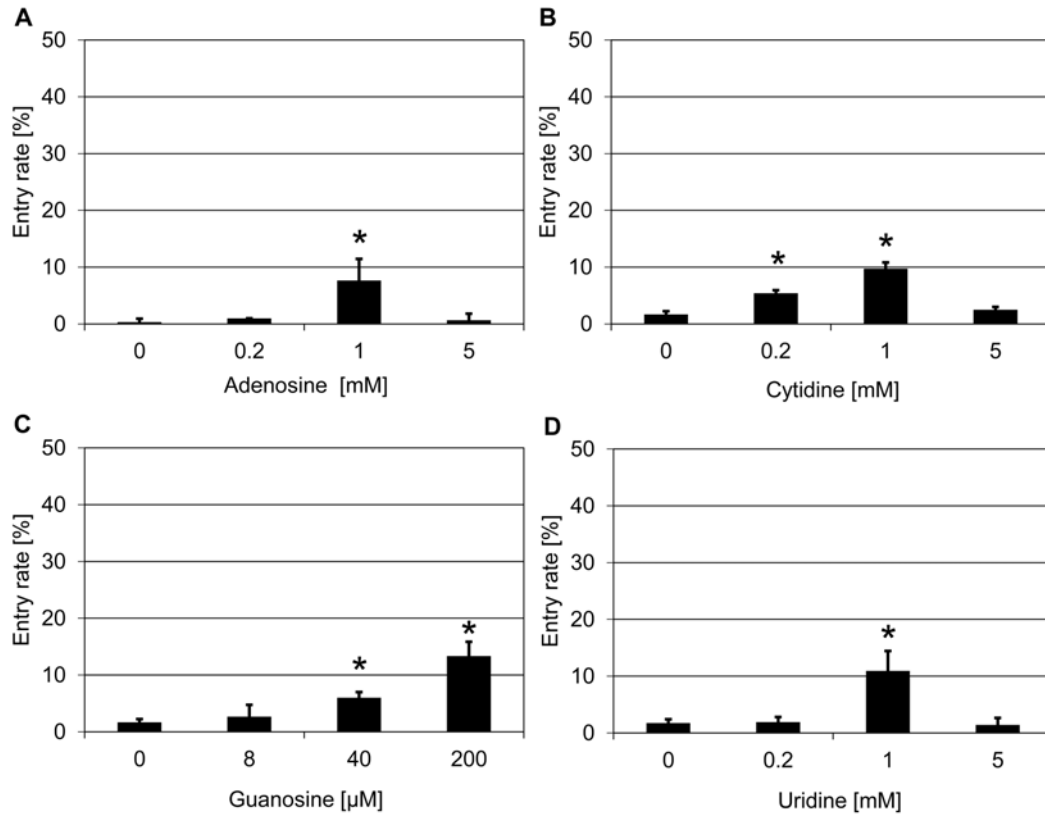 A
50
40
30
20
10
0
Entry rate [%]
*
0 0.2 1 5
Adenosine [mM]
B
50
40
30
20
10
0
Entry rate [%]
* *
0 0.2 1 5
Cytidine [mM]
C
50
40
30
20
10
0
Entry rate [%]
* *
0 8 40 200
Guanosine [µM]
D
50
40
30
20
10
0
Entry rate [%]
*
0 0.2 1 5
Uridine [mM]